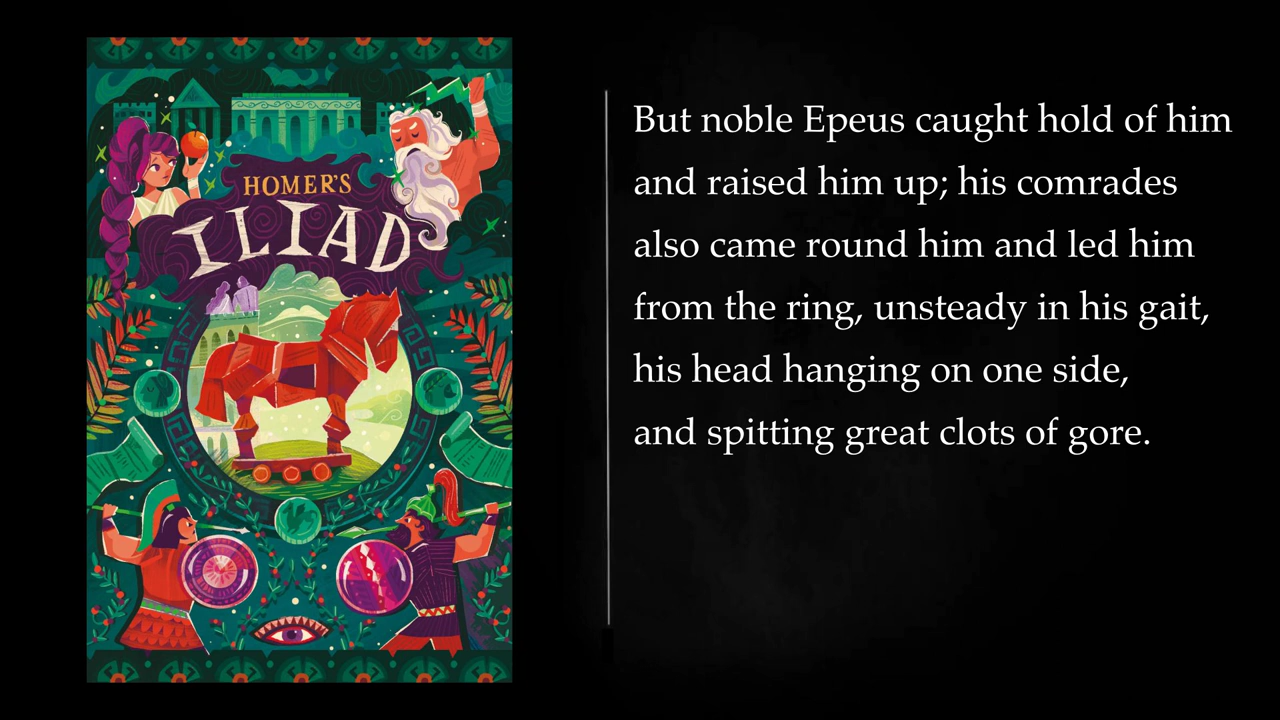 HOMER'S
ILIAD
But noble Epeus caught hold of him
and raised him up; his comrades
also came round him and led him
from the ring, unsteady in his gait,
his head hanging on one side,
and spitting great clots of gore.